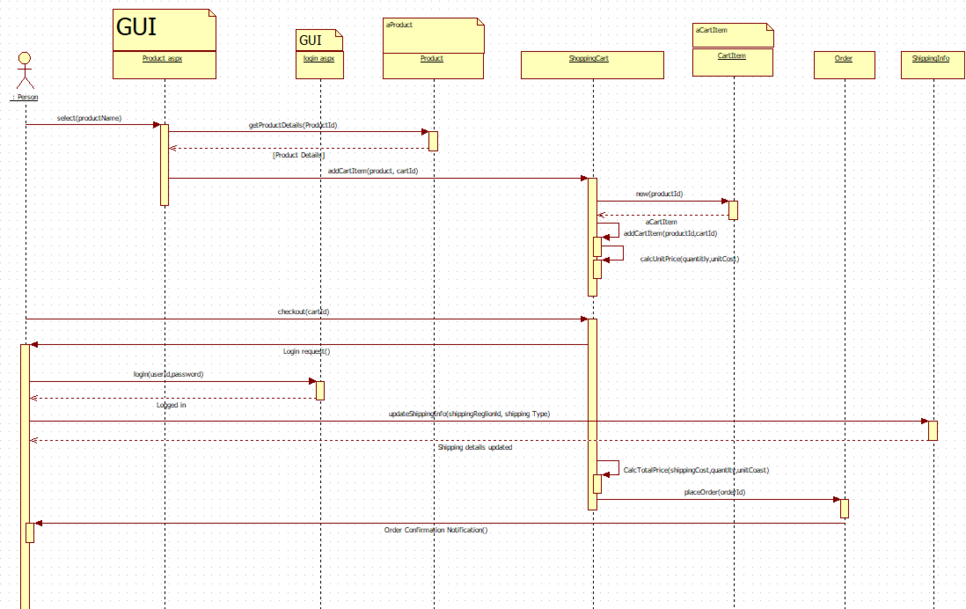 GUI
GUI
aProduct
aCartItem
Product aspx
login aspx
Product
ShoppingCart
CartItem
Order
ShippingInfo
: Person
select(productName)
getProductDetails(ProductId)
[Product Details]
addCartItem(product, cartId)
new(productId)
aCartItem
addCartItem(productId,cartId)
calcUnitPrice(quantity,unitCost)
checkout(cartId)
Login request()
login(userId,password)
Logged in
updateShippingInfo(shippingReglionId, shipping Type)
Shipping details updated
CalcTotalPrice(shippingCost,quantity,unitCoast)
placeOrder(orderId)
Order Confirmation Notification()